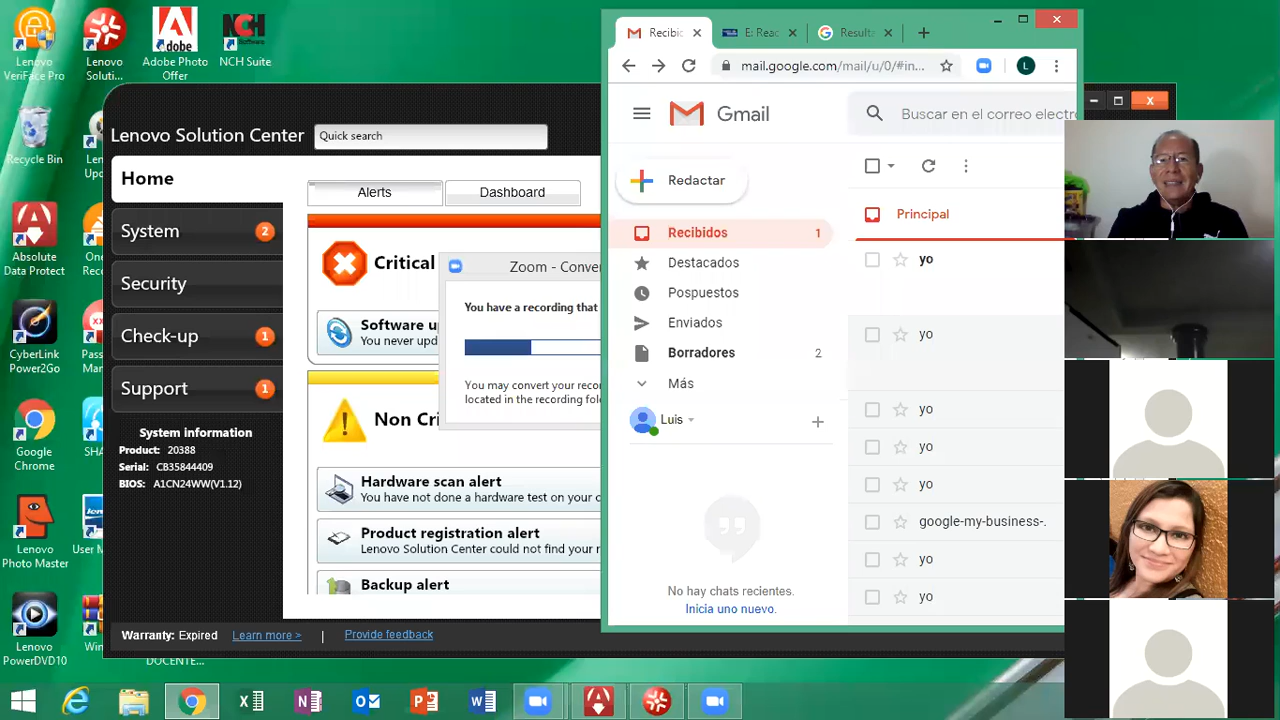 Lenovo
VeriFace Pro
Lenovo
Soluti...
Adobe
Adobe Photo
Offer
NCH
Software
NCH Suite
Recycle Bin
Absolute
Data Protect
CyberLink
Power2Go
Google
Chrome
Lenovo
Photo Master
Lenovo
PowerDVD10
DOCENTE...
Lenovo Solution Center
Quick search
Home
System
2
Security
Check-up
1
Support
1
System information
Product: 20388
Serial: CB35844409
BIOS: A1CN24WW(V1.12)
Alerts
Dashboard
Critical
Software u
You never upd
Non Cri
Hardware scan alert
You have not done a hardware test on your
Product registration alert
Lenovo Solution Center could not find your
Backup alert
Warranty: Expired
Learn more >
|
Provide feedback
Zoom - Conver
You have a recording that
You may convert your reco
located in the recording fol
Recibic
E: Reac
Resulta
mail.google.com/mail/u/0/#in...
L
Gmail
Buscar en el correo electró
Redactar
Recibidos
1
Destacados
Pospuestos
Enviados
Borradores
2
Más
Luis
No hay chats recientes.
Inicia uno nuevo.
Principal
yo
yo
yo
yo
yo
google-my-business-.
yo
yo